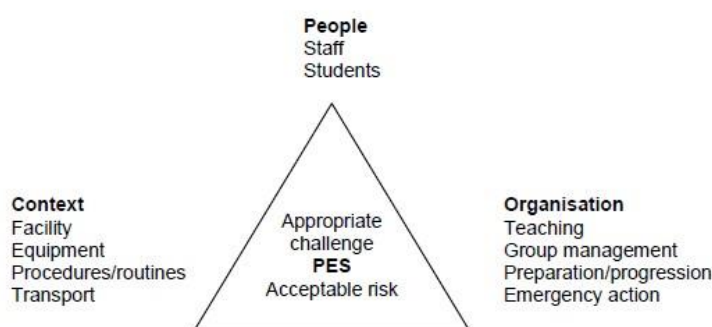 People
Staff
Students
Context
Facility
Equipment
Procedures/routines
Transport
Appropriate
challenge
PES
Acceptable risk
Organisation
Teaching
Group management
Preparation/progression
Emergency action